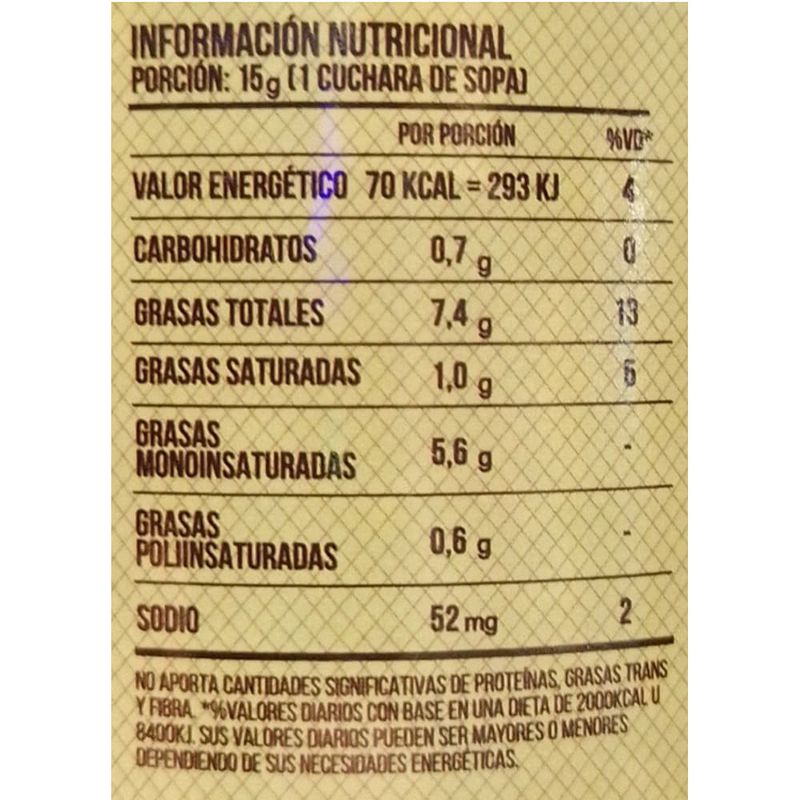 INFORMACIÓN NUTRICIONAL
PORCIÓN: 15g (1 CUCHARA DE SOPA)
POR PORCIÓN %VD*
VALOR ENERGÉTICO 70 KCAL = 293 KJ 4
CARBOHIDRATOS 0,7 g 0
GRASAS TOTALES 7,4 g 13
GRASAS SATURADAS 1,0 g 5
GRASAS
MONOINSATURADAS 5,6 g -
GRASAS
POLIINSATURADAS 0,6 g -
SODIO 52 mg 2
NO APORTA CANTIDADES SIGNIFICATIVAS DE PROTEÍNAS, GRASAS TRANS
Y FIBRA. *%VALORES DIARIOS CON BASE EN UNA DIETA DE 2000KCAL U
8400KJ. SUS VALORES DIARIOS PUEDEN SER MAYORES O MENORES
DEPENDIENDO DE SUS NECESIDADES ENERGÉTICAS.